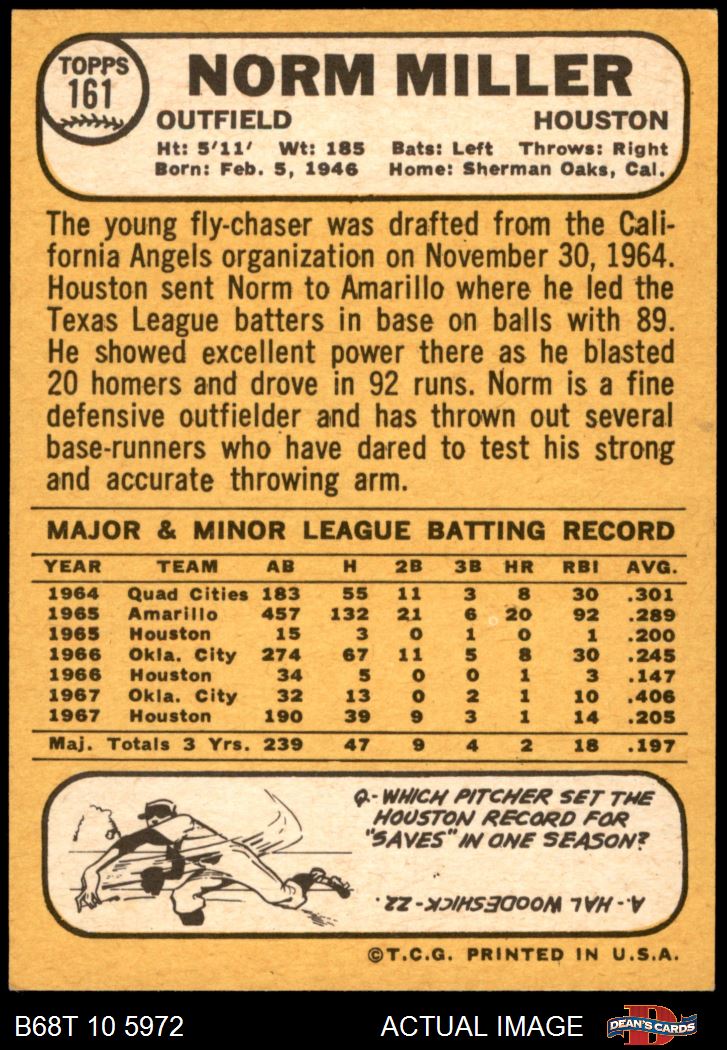 TOPPS
161
NORM MILLER
OUTFIELD HOUSTON
Ht: 5'11' Wt: 185 Bats: Left Throws: Right
Born: Feb. 5, 1946 Home: Sherman Oaks, Cal.
The young fly-chaser was drafted from the Cali-
fornia Angels organization on November 30, 1964.
Houston sent Norm to Amarillo where he led the
Texas League batters in base on balls with 89.
He showed excellent power there as he blasted
20 homers and drove in 92 runs. Norm is a fine
defensive outfielder and has thrown out several
base-runners who have dared to test his strong
and accurate throwing arm.
MAJOR & MINOR LEAGUE BATTING RECORD
YEAR TEAM AB H 2B 3B HR RBI AVG.
1964 Quad Cities 183 55 11 3 8 30 .301
1965 Amarillo 457 132 21 6 20 92 .289
1965 Houston 15 3 0 1 0 1 .200
1966 Okla. City 274 67 11 5 8 30 .245
1966 Houston 34 5 0 0 1 3 .147
1967 Okla. City 32 13 0 2 1 10 .406
1967 Houston 190 39 9 3 1 14 .205
Maj. Totals 3 Yrs. 239 47 9 4 2 18 .197
Q-WHICH PITCHER SET THE
HOUSTON RECORD FOR
"SAVES" IN ONE SEASON?
A. HAL WOODESHICK-22.
©T.C.G. PRINTED IN U.S.A.
B68T 10 5972 ACTUAL IMAGE
D
DEAN'S CARDS